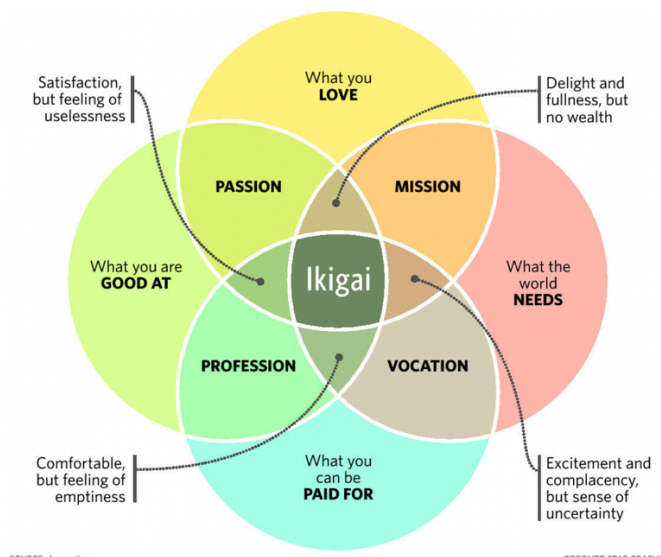 What you
LOVE
Satisfaction,
but feeling of
uselessness
Delight and
fullness, but
no wealth
PASSION
MISSION
What you are
GOOD AT
Ikigai
What the
world
NEEDS
PROFESSION
VOCATION
What you
can be
PAID FOR
Comfortable,
but feeling of
emptiness
Excitement and
complacency,
but sense of
uncertainty